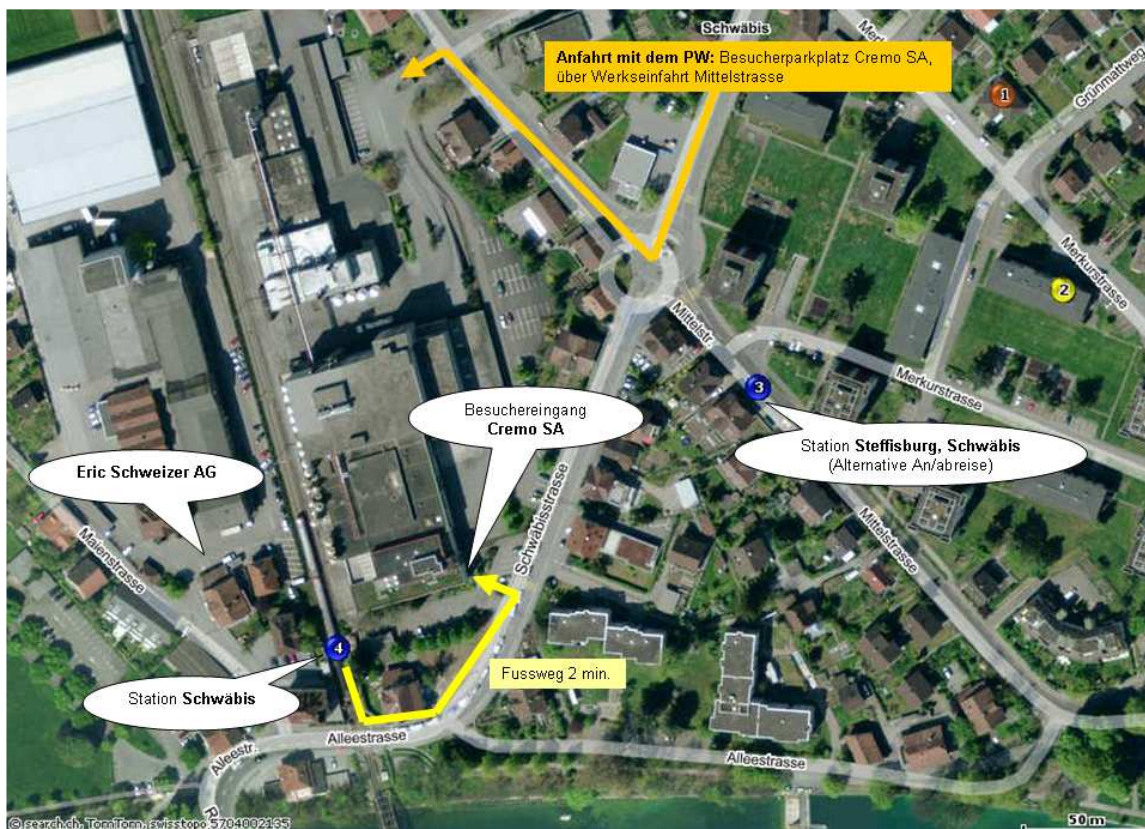 Schwäbis
Anfahrt mit dem PW: Besucherparkplatz Cremo SA,
über Werkseinfahrt Mittelstrasse
1
Grünmattweg
Merkurstrasse
2
Mittelstr.
3
Merkurstrasse
Besuchereingang
Cremo SA
Station Steffisburg, Schwäbis
(Alternative An/abreise)
Eric Schweizer AG
Schwäbisstrasse
Mittelstrasse
Maienstrasse
4
Fussweg 2 min.
Station Schwäbis
Alleestr.
Alleestrasse
Alleestrasse
© search.ch, TomTom, swisstopo 5704002135
50 m